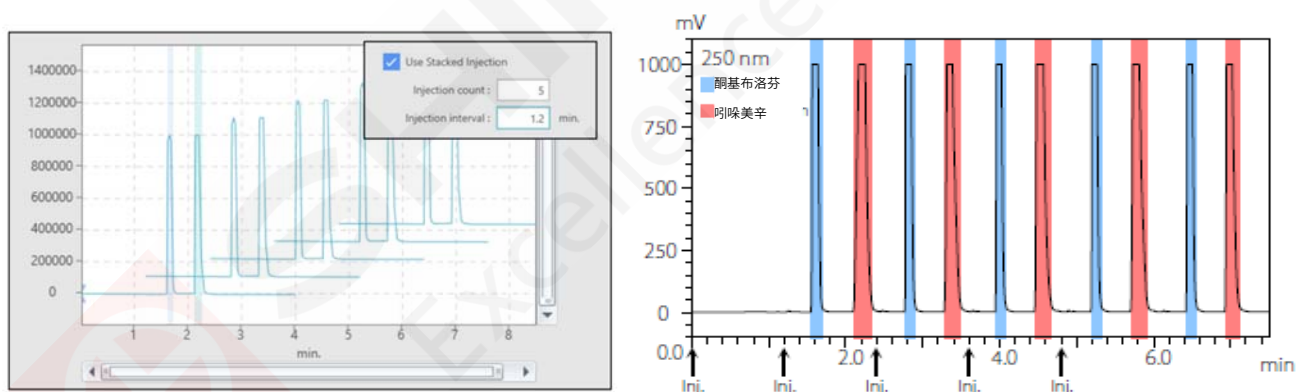 Use Stacked Injection
Injection count : 5
Injection interval : 1.2 min.
1400000
1200000
1000000
800000
600000
400000
200000
0
1 2 3 4 5 6 7 8
min.
mV
250 nm
酮基布洛芬
吲哚美辛
1000
750
500
250
0
0.0 2.0 4.0 6.0 min
Inj. Inj. Inj. Inj. Inj.
Excellence